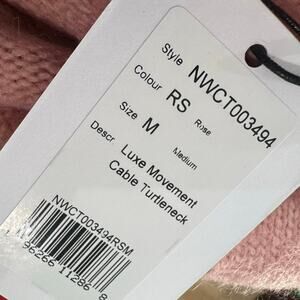 Style NWCT003494
Colour RS Rose
Size M Medium
Descr Luxe Movement
Cable Turtleneck
NWCT003494RSM
96266 11286 8